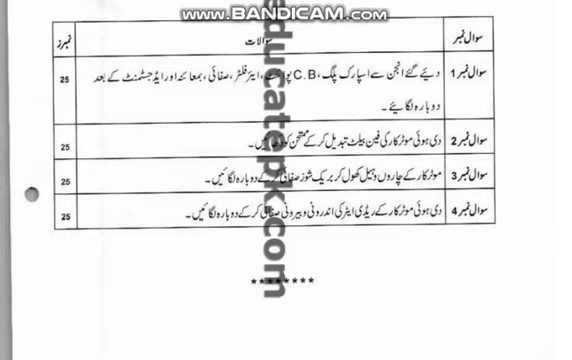 www.BANDICAM.com
سوال نمبر سوالات نمبرز
سوال نمبر 1 دیئے گئے انجن سے اسپارک پلگ، C.B پوائنٹ، ایئر فلٹر، صفائی، بمعائنہ اور ایڈجسٹمنٹ کے بعد 25
دوبارہ لگائیے۔
سوال نمبر 2 دی ہوئی موٹر کار کی فین بیلٹ تبدیل کر کے ممتحن کو دکھائیں۔ 25
سوال نمبر 3 موٹر کار کے چاروں وہیل کھول کر بریک شوز صفائی کر کے دوبارہ لگائیں۔ 25
سوال نمبر 4 دی ہوئی موٹر کار کے ریڈی ایٹر کی اندرونی و بیرونی صفائی کر کے دوبارہ لگائیں۔ 25
********
educatepk.com